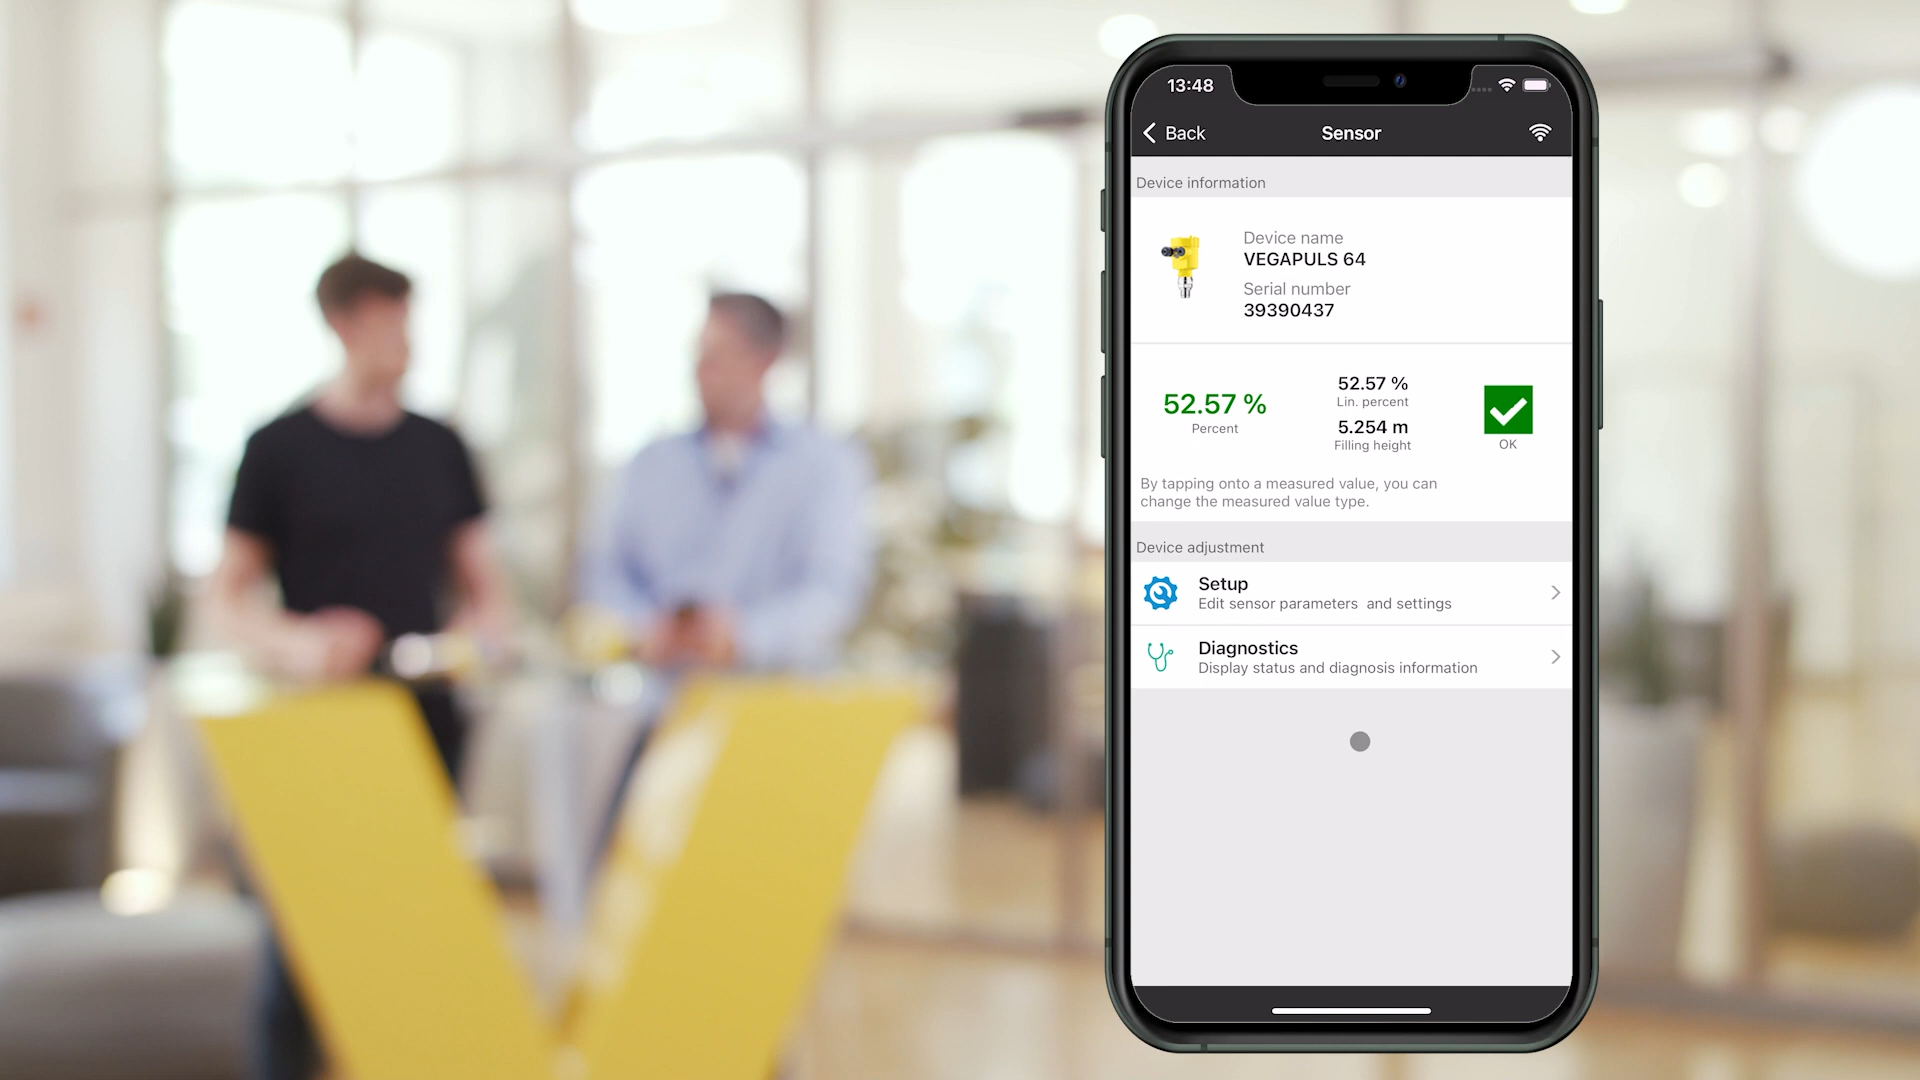 13:48
Back
Sensor
Device information
Device name
VEGAPULS 64
Serial number
39390437
52.57 %
Percent
52.57 %
Lin. percent
5.254 m
Filling height
OK
By tapping onto a measured value, you can
change the measured value type.
Device adjustment
Setup
Edit sensor parameters and settings
Diagnostics
Display status and diagnosis information